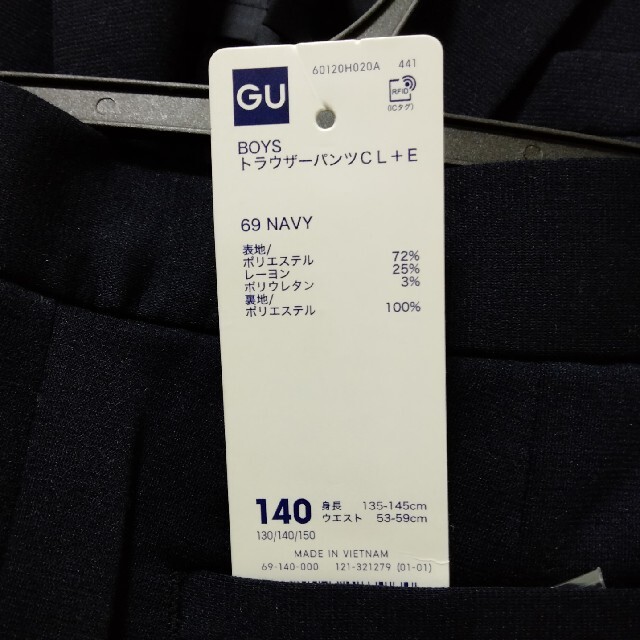 60120H020A 441
GU
RFID
(ICタグ)
BOYS
トラウザーパンツCL+E
69 NAVY
表地/
ポリエステル 72%
レーヨン 25%
ポリウレタン 3%
裏地/
ポリエステル 100%
140 身長 135-145cm
ウエスト 53-59cm
130/140/150
MADE IN VIETNAM
69-140-000 121-321279 (01-01)